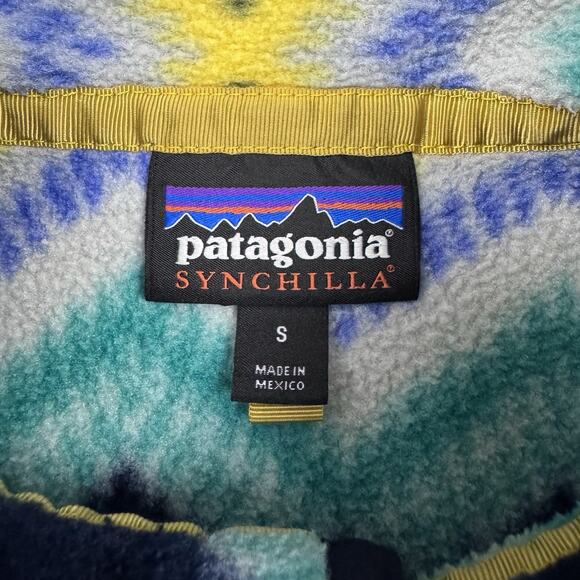 patagonia®
SYNCHILLA®
S
MADE IN
MEXICO